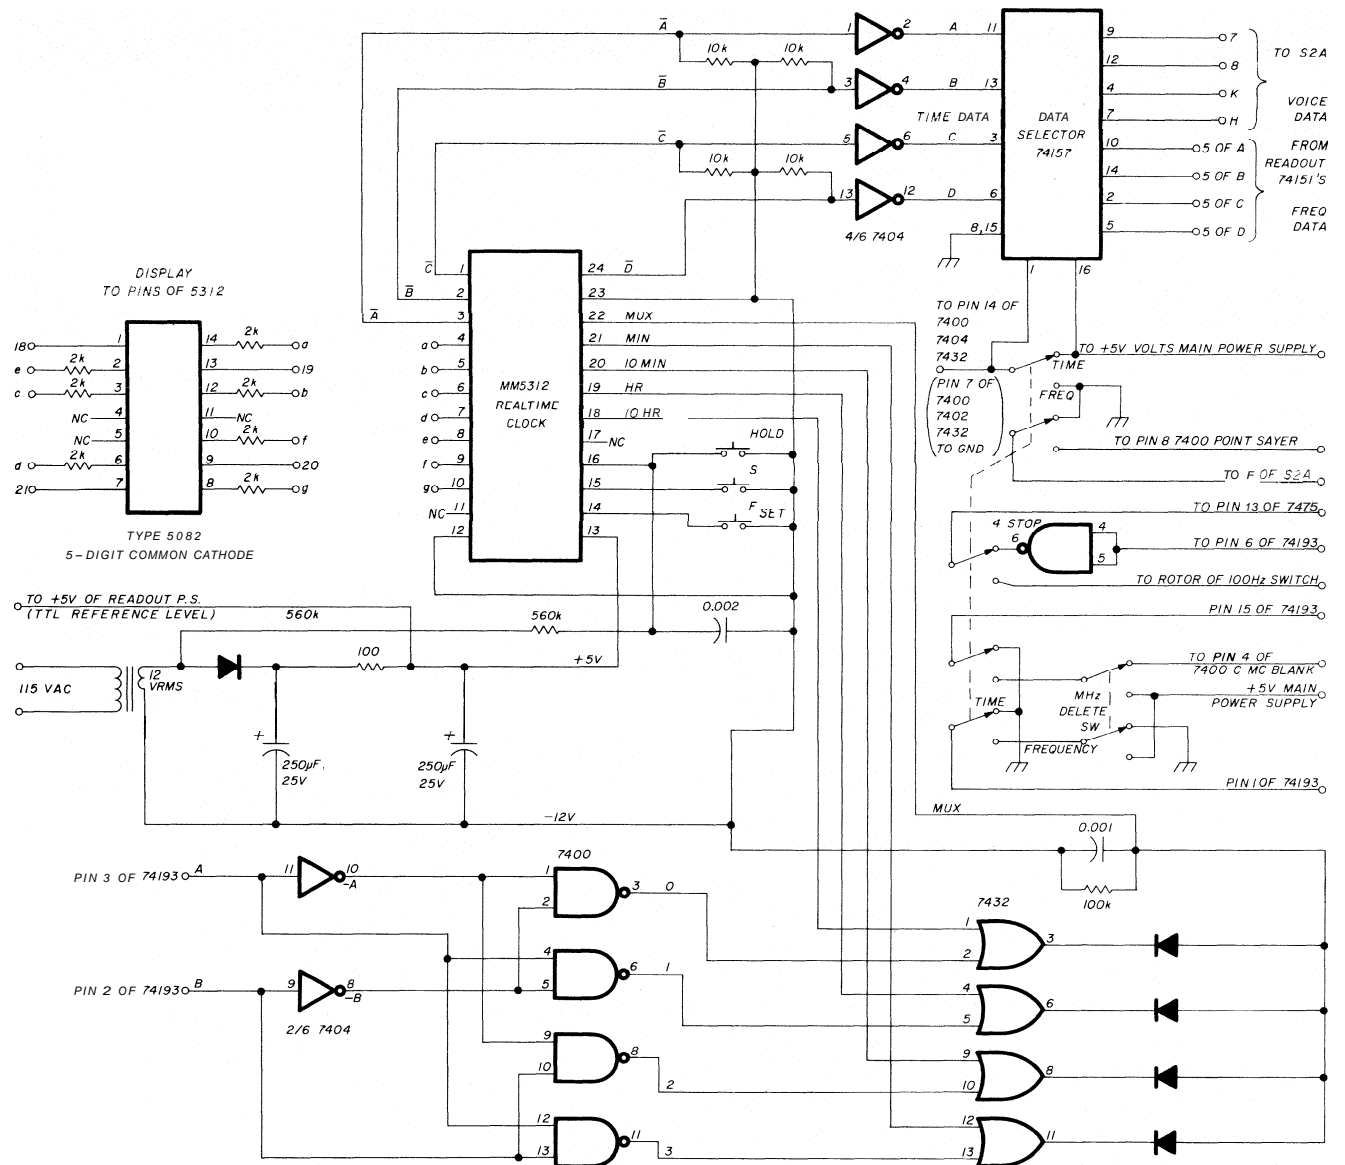 A̅
1
2
A
11
9
7
TO S2A
10k
10k
12
8
B̅
3
4
B
13
4
K
VOICE
DATA
7
H
TIME DATA
DATA
SELECTOR
74157
C̅
5
6
C
3
10
5 OF A
FROM
READOUT
74151'S
10k
10k
14
5 OF B
13
12
D
6
2
5 OF C
FREQ
DATA
4/6 7404
8,15
5
5 OF D
1
16
DISPLAY
TO PINS OF 5312
C̅
1
24
D̅
B̅
2
23
A̅
3
22
MUX
a
4
21
MIN
b
5
20
10 MIN
c
6
19
HR
d
7
18
10 HR
e
8
17
NC
f
9
16
g
10
15
NC
11
14
12
13
MM5312
REALTIME
CLOCK
HOLD
S
F
SET
TO PIN 14 OF
7400
7404
7432
(PIN 7 OF
7400
7402
7432
TO GND)
TO +5V VOLTS MAIN POWER SUPPLY
TIME
FREQ
TO PIN 8 7400 POINT SAYER
TO F OF S2A
TO PIN 13 OF 7475
4 STOP
6
4
5
TO PIN 6 OF 74193
TO ROTOR OF 100Hz SWITCH
PIN 15 OF 74193
TO PIN 4 OF
7400 C MC BLANK
MHz
DELETE
SW
+5V MAIN
POWER SUPPLY
TIME
FREQUENCY
PIN 1 OF 74193
18
1
14
2k
a
e
2k
2
13
19
c
2k
3
12
2k
b
NC
4
11
NC
NC
5
10
2k
f
d
2k
6
9
20
21
7
8
2k
g
TYPE 5082
5-DIGIT COMMON CATHODE
TO +5V OF READOUT P.S.
(TTL REFERENCE LEVEL)
560k
560k
0.002
100
+5V
115 VAC
12
VRMS
+
250μF,
25V
+
250μF
25V
-12V
MUX
0.001
100k
PIN 3 OF 74193
A
11
10
-A
7400
1
2
3
0
4
5
6
1
PIN 2 OF 74193
B
9
8
-B
2/6 7404
9
10
8
2
12
13
11
3
7432
1
2
3
4
5
6
9
10
8
12
13
11